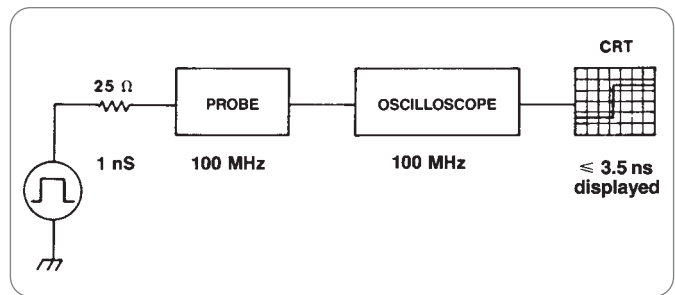 CRT
25 Ω
PROBE
OSCILLOSCOPE
1 nS
100 MHz
100 MHz
≤ 3.5 ns
displayed